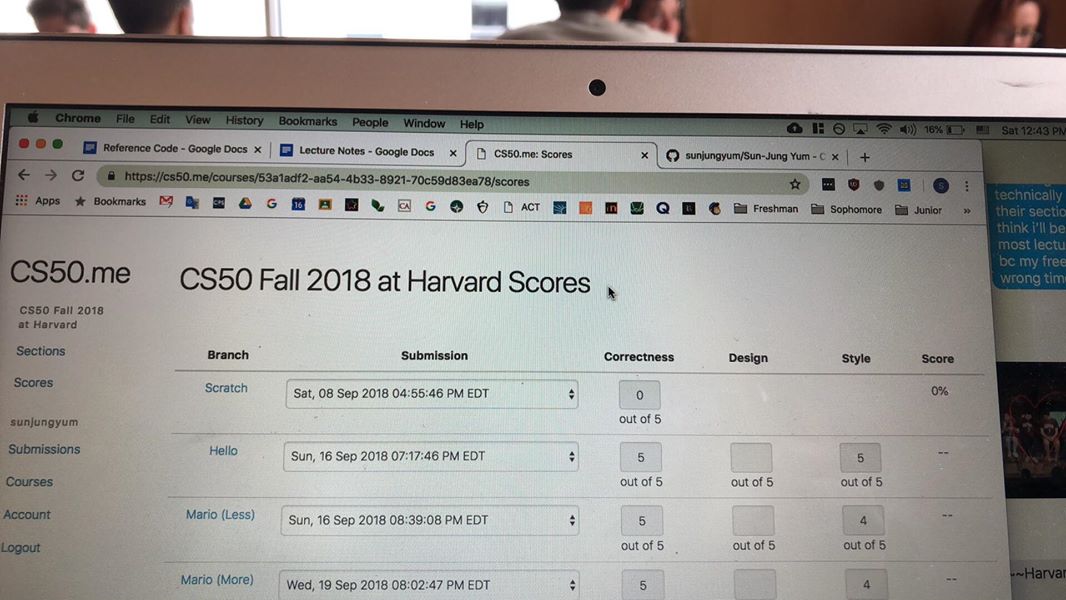 Chrome File Edit View History Bookmarks People Window Help 16% Sat 12:43 PM
Reference Code - Google Docs × Lecture Notes - Google Docs × CS50.me: Scores × sunjungyum/Sun-Jung Yum - C × +
https://cs50.me/courses/53a1adf2-aa54-4b33-8921-70c59d83ea78/scores
Apps Bookmarks CPS G 16 CA G ACT Q Freshman Sophomore Junior »
technically
their sectio
think i'll be
most lectu
bc my free
wrong tim
CS50.me
CS50 Fall 2018
at Harvard
Sections
Scores
sunjungyum
Submissions
Courses
Account
Logout
CS50 Fall 2018 at Harvard Scores
Branch Submission Correctness Design Style Score
Scratch Sat, 08 Sep 2018 04:55:46 PM EDT 0 0%
out of 5
Hello Sun, 16 Sep 2018 07:17:46 PM EDT 5 5 --
out of 5 out of 5 out of 5
Mario (Less) Sun, 16 Sep 2018 08:39:08 PM EDT 5 4 --
out of 5 out of 5 out of 5
Mario (More) Wed, 19 Sep 2018 08:02:47 PM EDT 5 4 --
~~Harvar